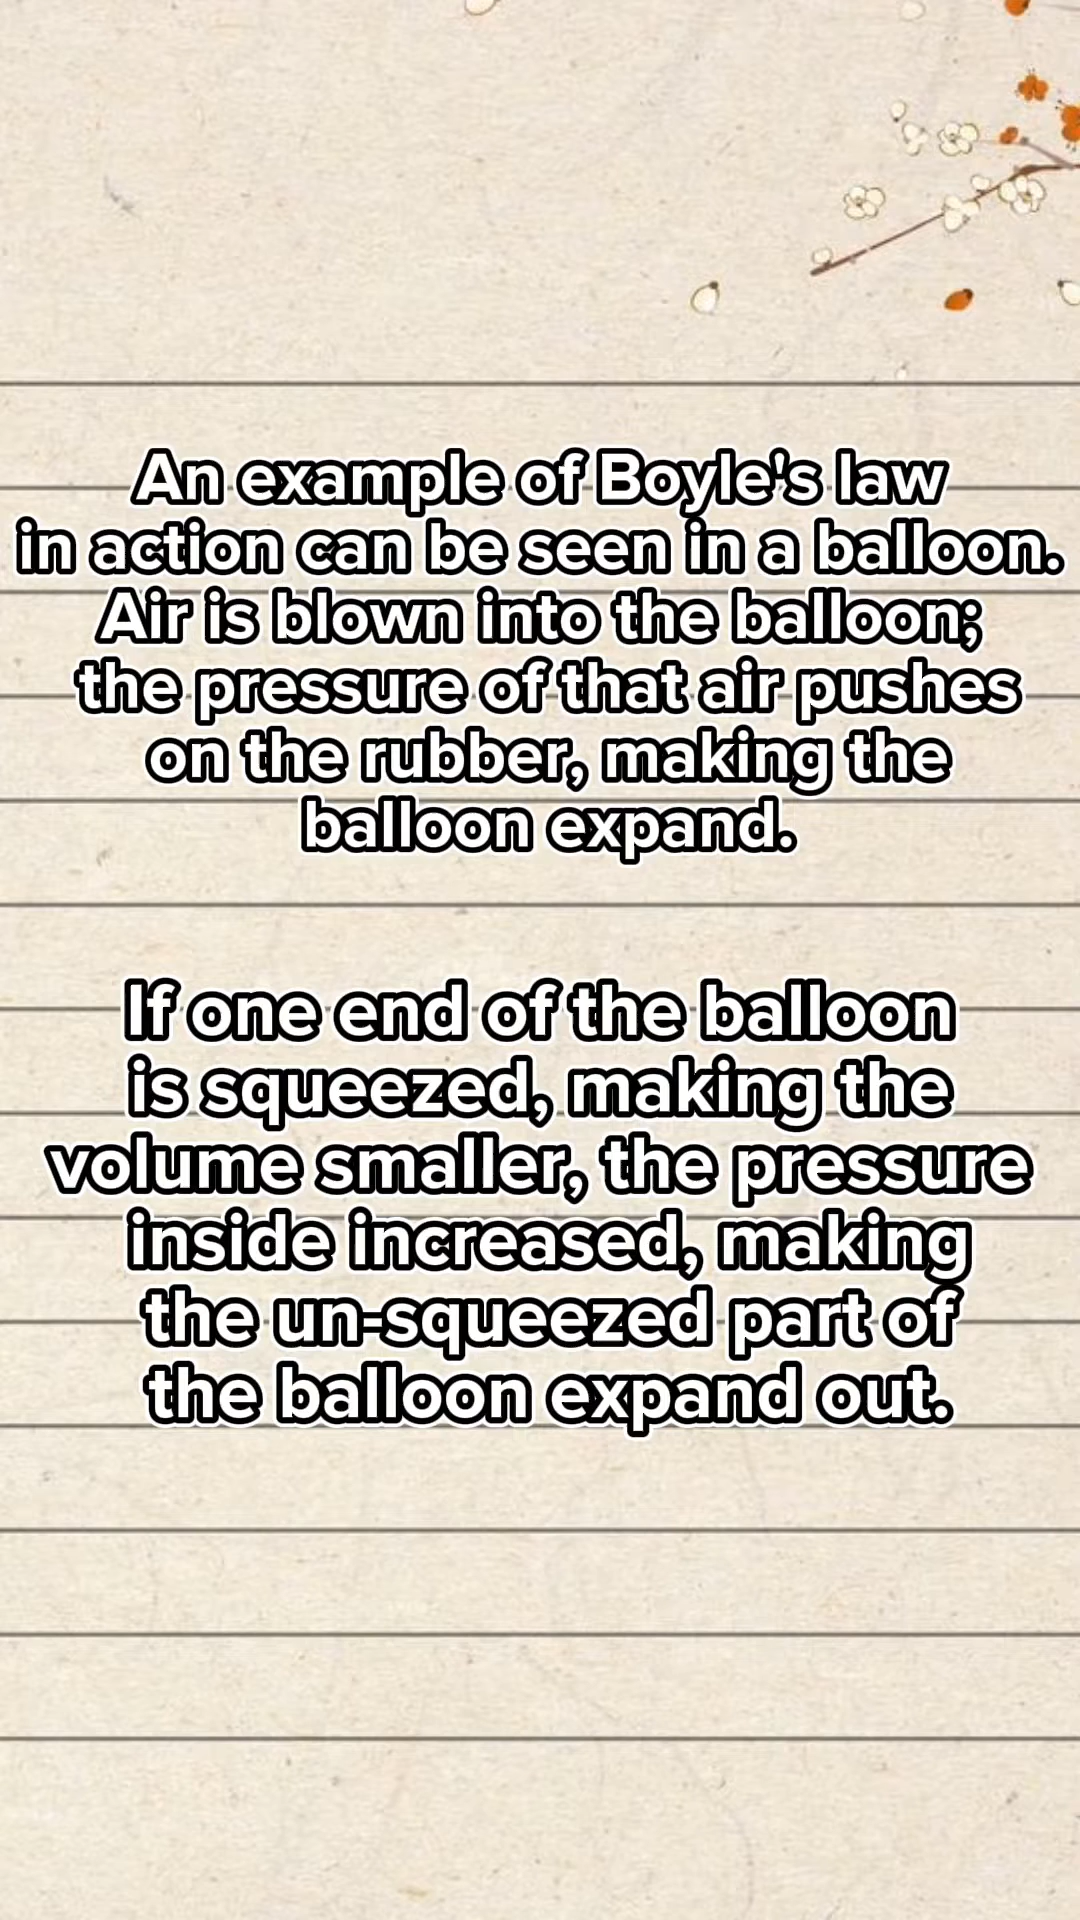 An example of Boyle's law
in action can be seen in a balloon.
Air is blown into the balloon;
the pressure of that air pushes
on the rubber, making the
balloon expand.
If one end of the balloon
is squeezed, making the
volume smaller, the pressure
inside increased, making
the un-squeezed part of
the balloon expand out.